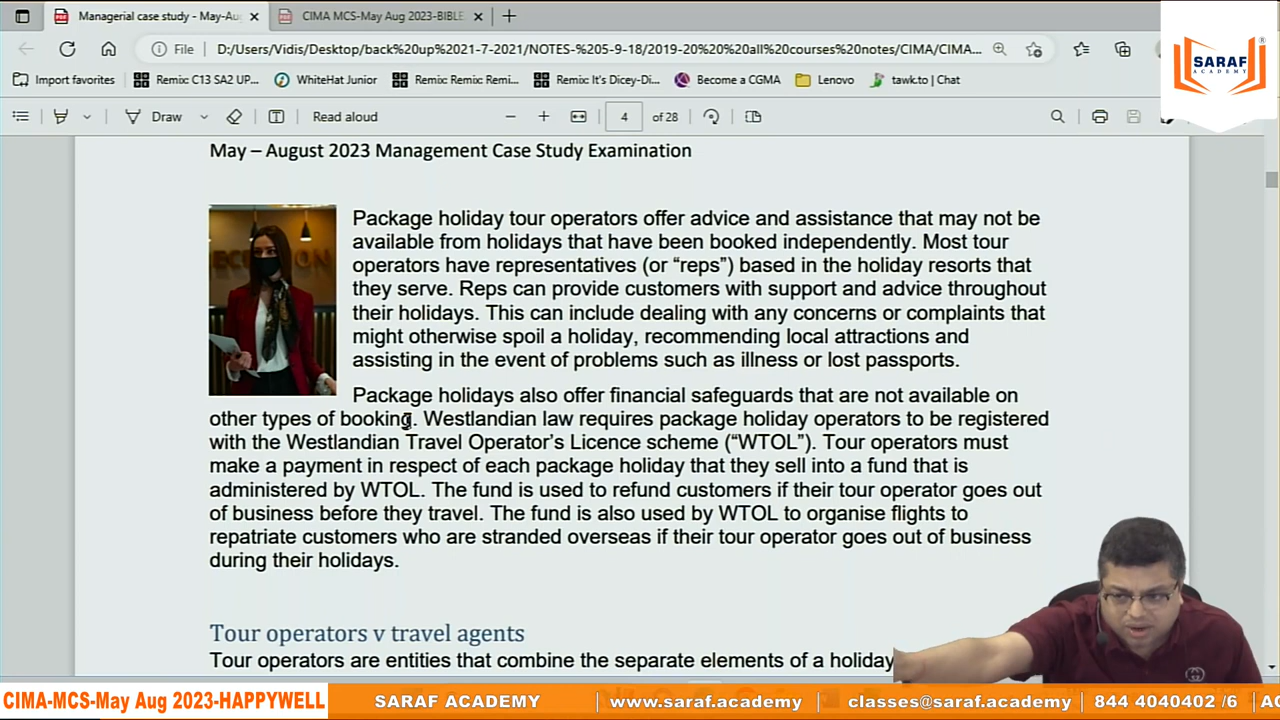 Managerial case study - May-Au
CIMA MCS-May Aug 2023-BIBLE
File
D:/Users/Vidis/Desktop/back%20up%2021-7-2021/NOTES-%205-9-18/2019-20%20%20all%20courses%20notes/CIMA/CIMA...
SARAF
ACADEMY
Import favorites
Remix: C13 SA2 UP...
WhiteHat Junior
Remix: Remix: Remi...
Remix: It's Dicey-Di...
Become a CGMA
Lenovo
tawk.to | Chat
Draw
Read aloud
4
of 28
May – August 2023 Management Case Study Examination
Package holiday tour operators offer advice and assistance that may not be
available from holidays that have been booked independently. Most tour
operators have representatives (or “reps”) based in the holiday resorts that
they serve. Reps can provide customers with support and advice throughout
their holidays. This can include dealing with any concerns or complaints that
might otherwise spoil a holiday, recommending local attractions and
assisting in the event of problems such as illness or lost passports.
Package holidays also offer financial safeguards that are not available on
other types of booking. Westlandian law requires package holiday operators to be registered
with the Westlandian Travel Operator’s Licence scheme (“WTOL”). Tour operators must
make a payment in respect of each package holiday that they sell into a fund that is
administered by WTOL. The fund is used to refund customers if their tour operator goes out
of business before they travel. The fund is also used by WTOL to organise flights to
repatriate customers who are stranded overseas if their tour operator goes out of business
during their holidays.
Tour operators v travel agents
Tour operators are entities that combine the separate elements of a holiday
CIMA-MCS-May Aug 2023-HAPPYWELL
SARAF ACADEMY
| www.saraf.academy
| classes@saraf.academy
| 844 4040402 /6